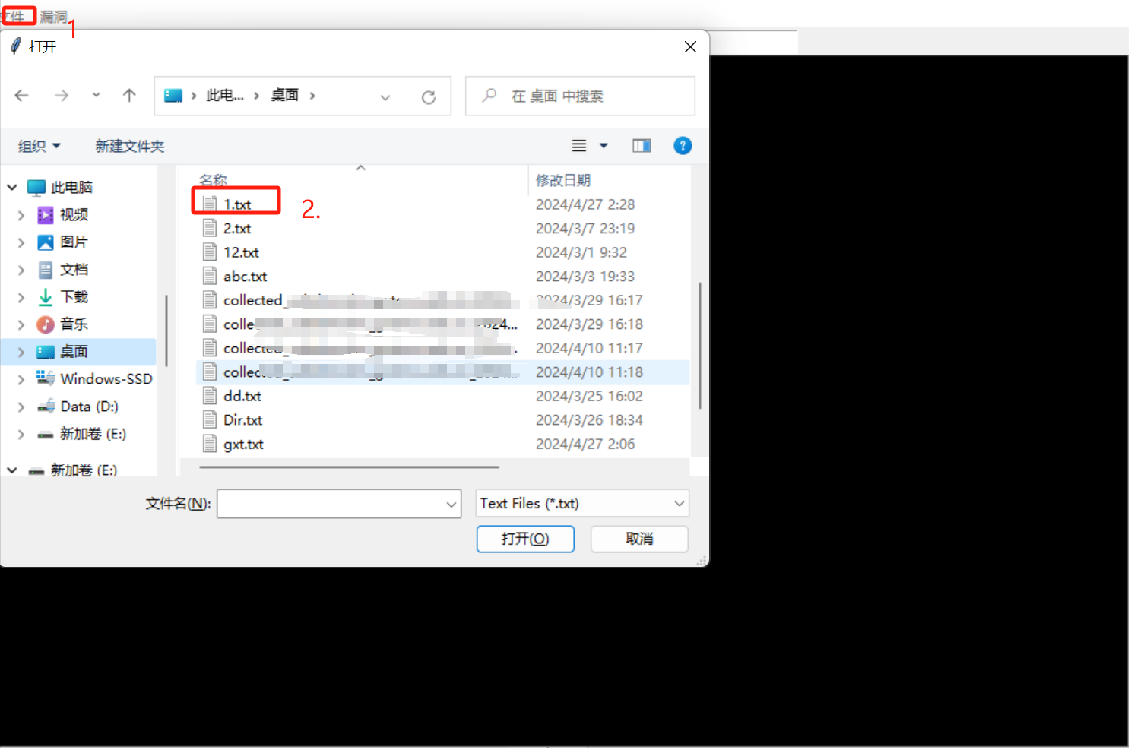 文件 漏洞
1
打开
此电... 桌面
在 桌面 中搜索
组织 新建文件夹
名称 修改日期
此电脑
视频
图片
文档
下载
音乐
桌面
Windows-SSD
Data (D:)
新加卷 (E:)
新加卷 (E:)
1.txt 2024/4/27 2:28
2.
2.txt 2024/3/7 23:19
12.txt 2024/3/1 9:32
abc.txt 2024/3/3 19:33
collected_ 2024/3/29 16:17
colle 2024/3/29 16:18
collected_ 2024/4/10 11:17
collec 2024/4/10 11:18
dd.txt 2024/3/25 16:02
Dir.txt 2024/3/26 18:34
gxt.txt 2024/4/27 2:06
文件名(N):
Text Files (*.txt)
打开(O) 取消